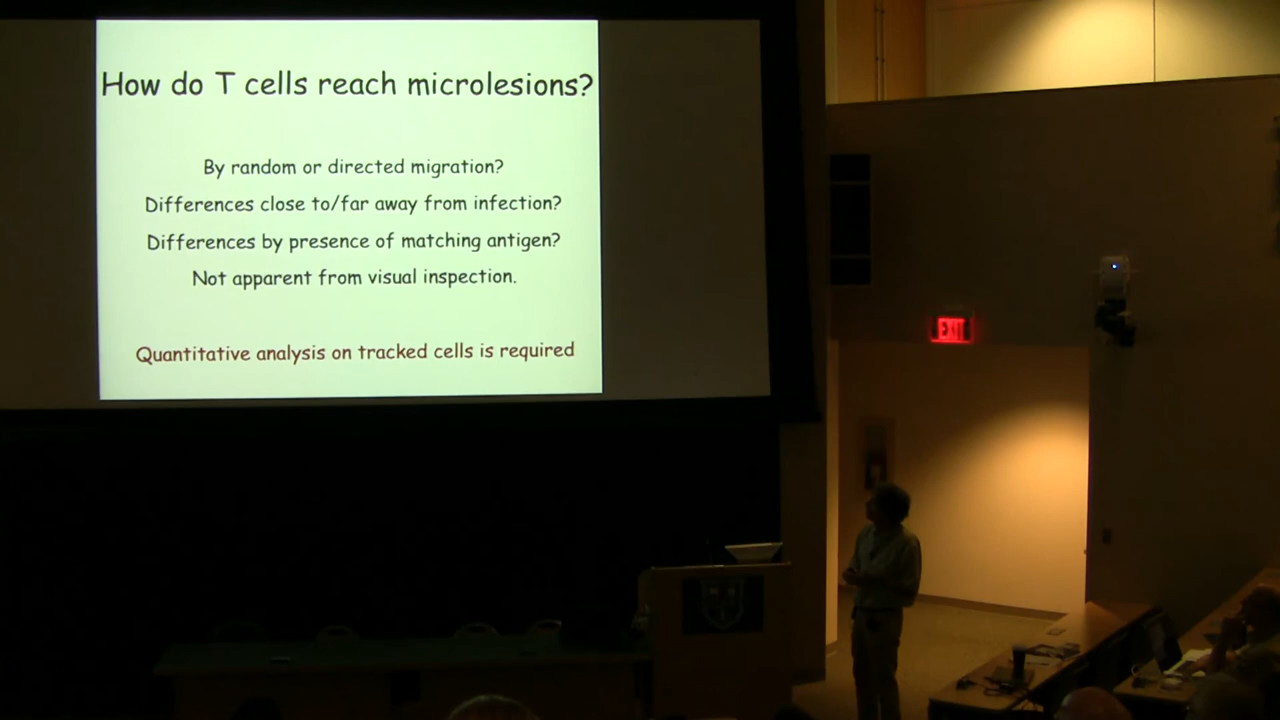 How do T cells reach microlesions?
By random or directed migration?
Differences close to/far away from infection?
Differences by presence of matching antigen?
Not apparent from visual inspection.
Quantitative analysis on tracked cells is required
EXIT